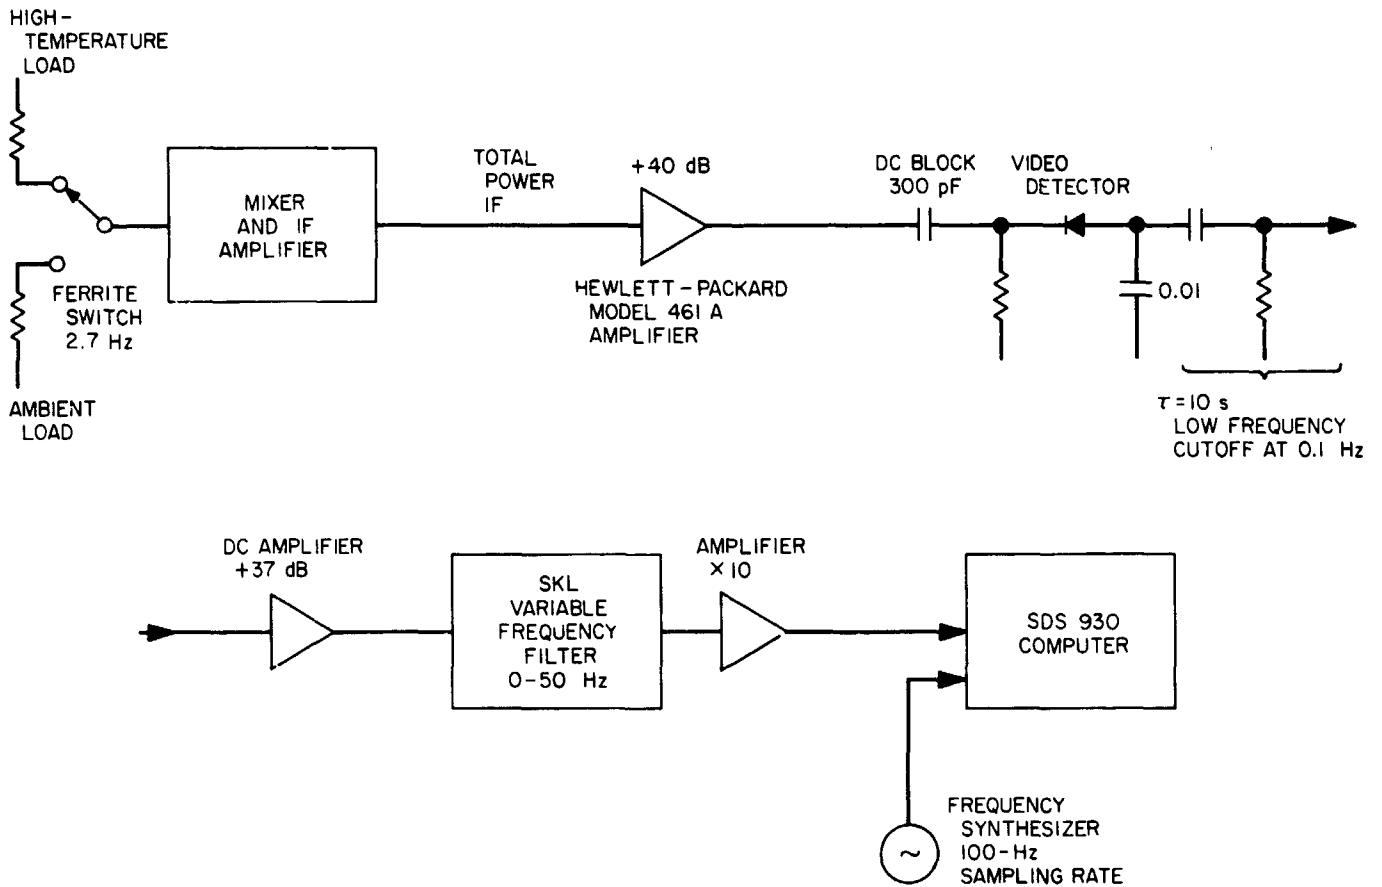 HIGH-
TEMPERATURE
LOAD
FERRITE
SWITCH
2.7 Hz
AMBIENT
LOAD
MIXER
AND IF
AMPLIFIER
TOTAL
POWER
IF
+40 dB
HEWLETT-PACKARD
MODEL 461 A
AMPLIFIER
DC BLOCK
300 pF
VIDEO
DETECTOR
0.01
τ=10 s
LOW FREQUENCY
CUTOFF AT 0.1 Hz
DC AMPLIFIER
+37 dB
SKL
VARIABLE
FREQUENCY
FILTER
0-50 Hz
AMPLIFIER
×10
SDS 930
COMPUTER
~
FREQUENCY
SYNTHESIZER
100-Hz
SAMPLING RATE